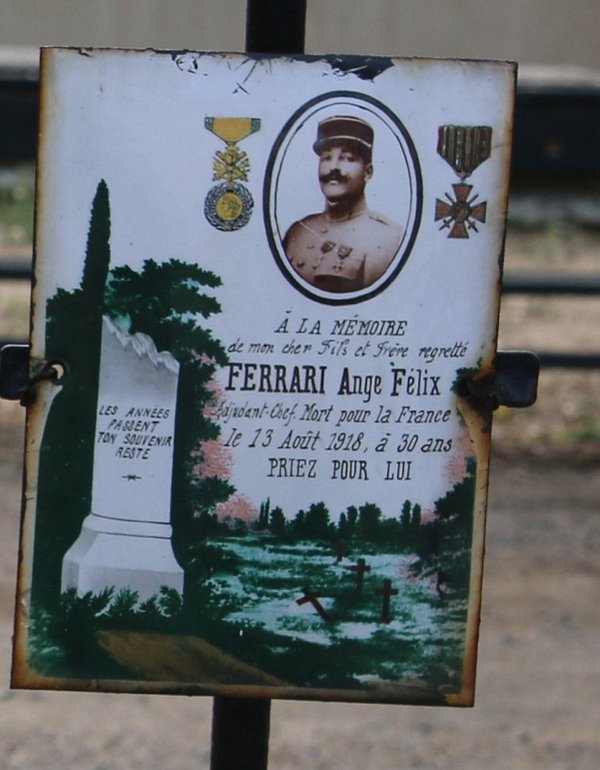 À LA MÉMOIRE
de mon cher Fils et Frère regretté
FERRARI Ange Félix
Adjudant-Chef. Mort pour la France
le 13 Août 1918, à 30 ans
PRIEZ POUR LUI
LES ANNÉES
PASSENT
TON SOUVENIR
RESTE